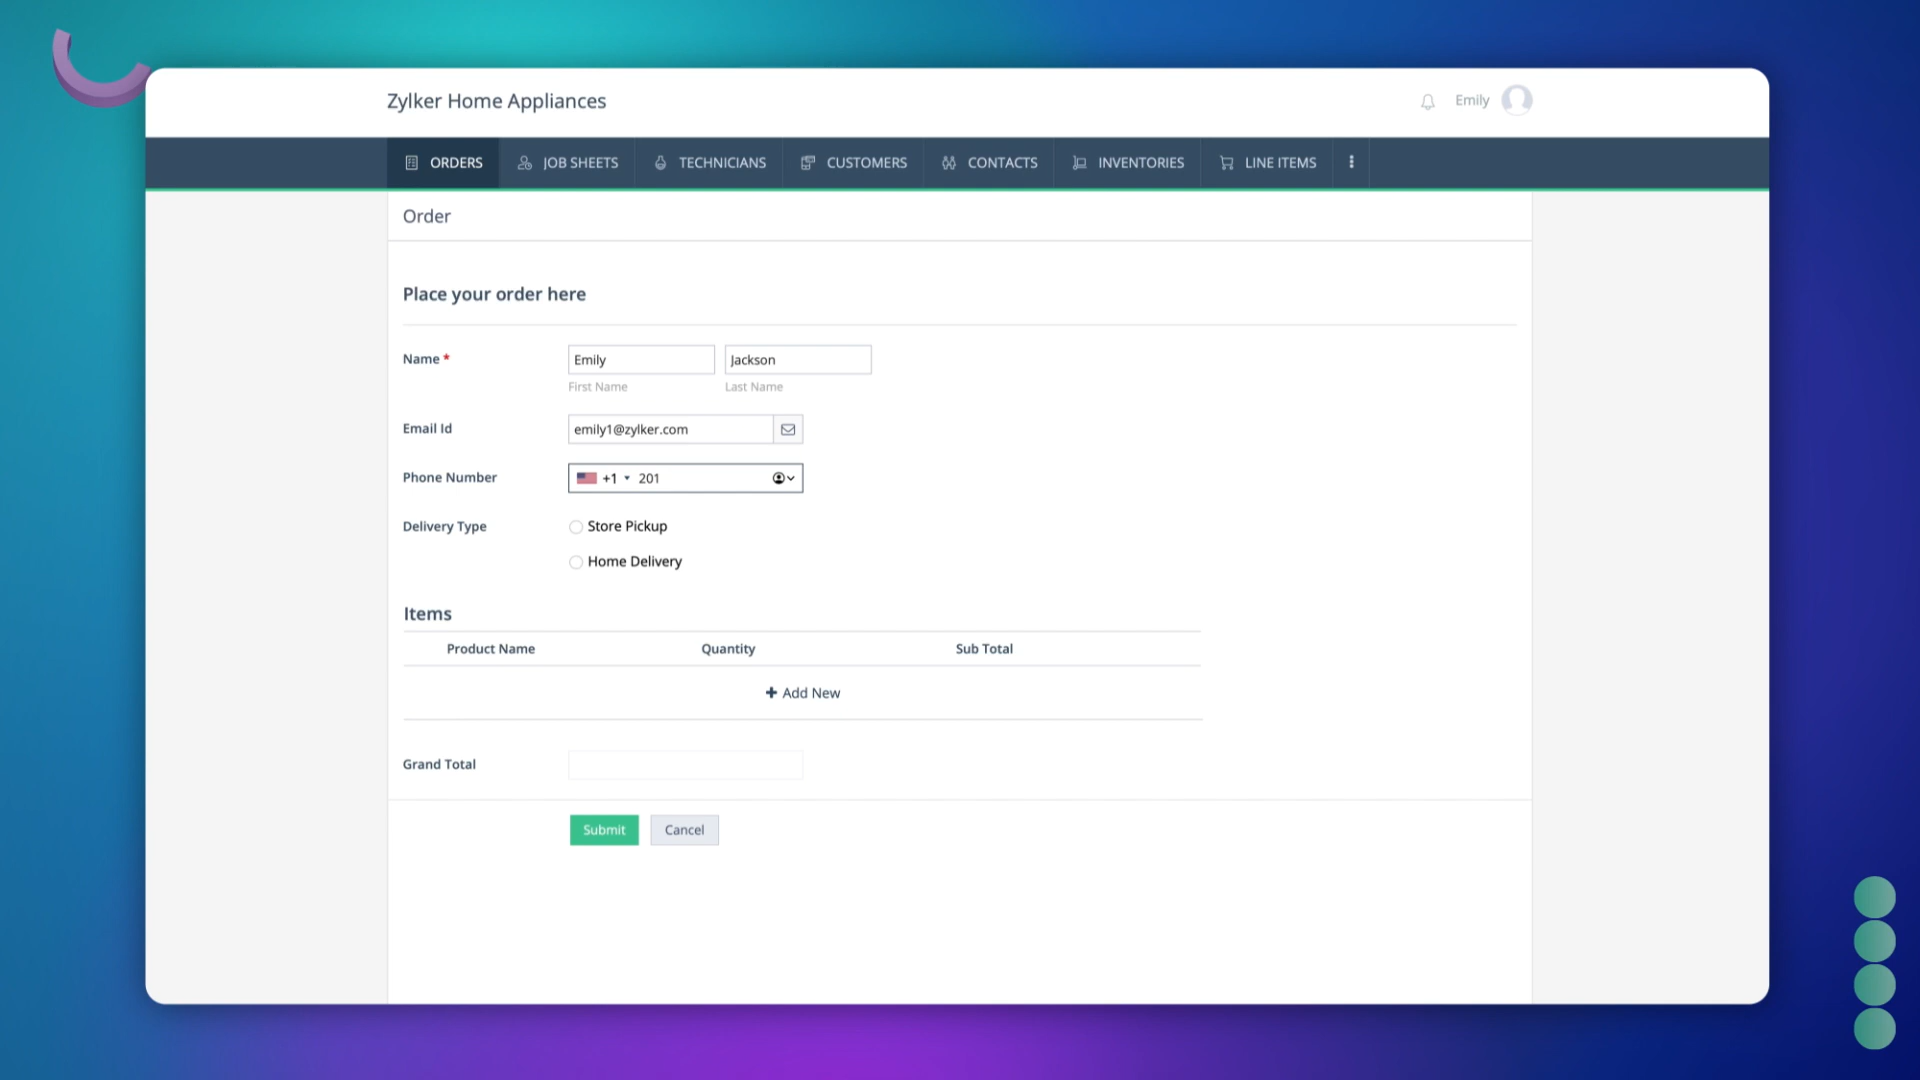 Zylker Home Appliances
Emily
ORDERS JOB SHEETS TECHNICIANS CUSTOMERS CONTACTS INVENTORIES LINE ITEMS
Order
Place your order here
Name * Emily Jackson
First Name Last Name
Email Id emily1@zylker.com
Phone Number +1 201
Delivery Type Store Pickup
Home Delivery
Items
Product Name Quantity Sub Total
+ Add New
Grand Total
Submit Cancel